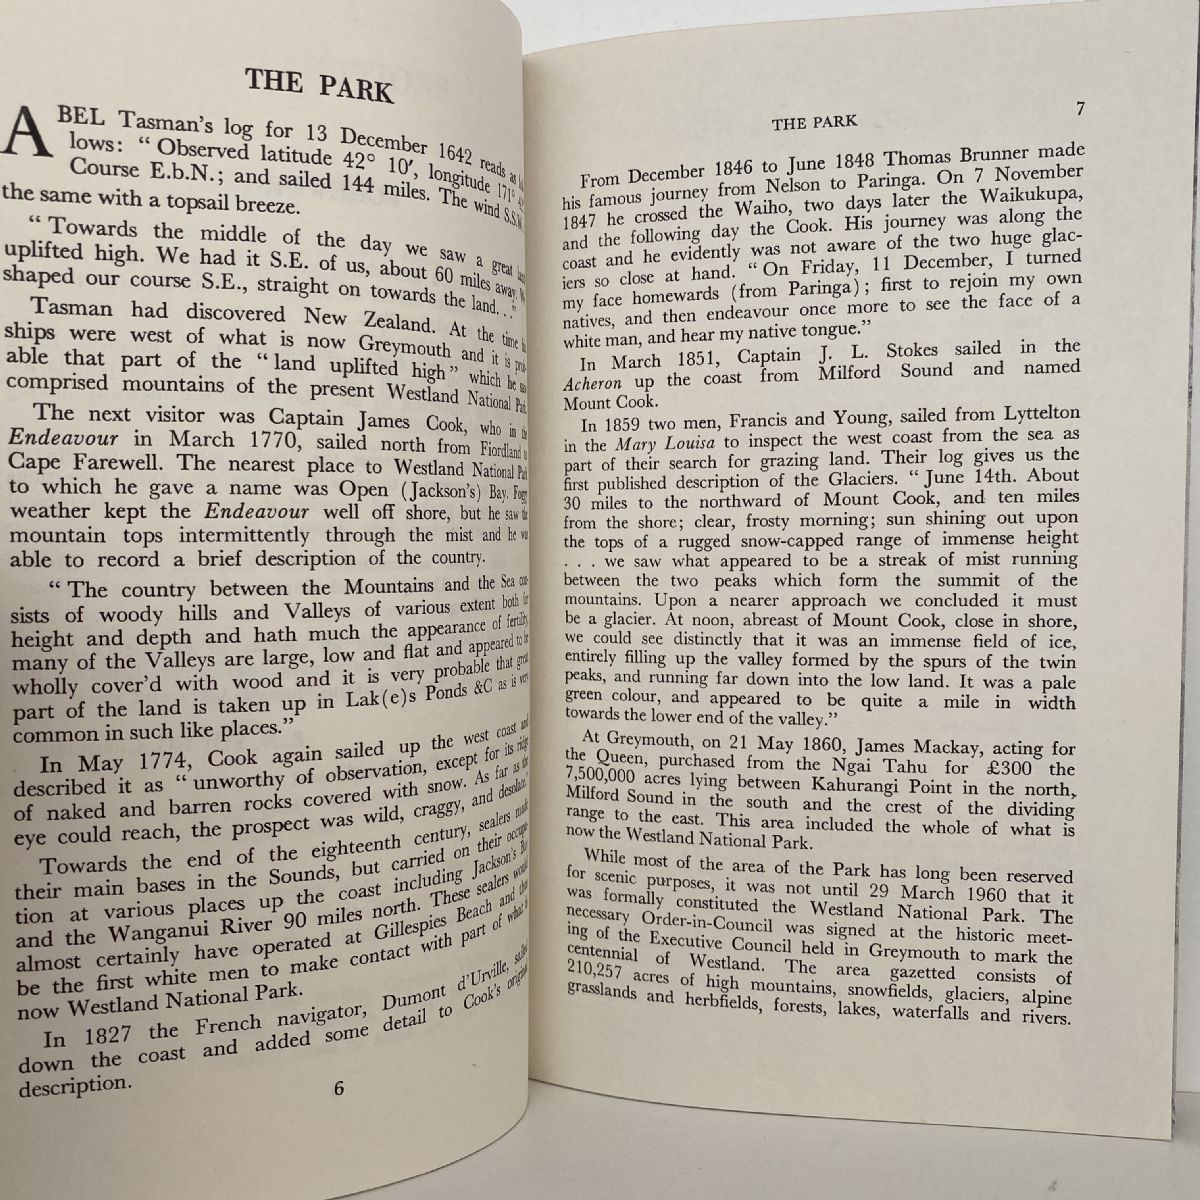 THE PARK
ABEL Tasman's log for 13 December 1642 reads as
lows: "Observed latitude 42° 10′, longitude 171°
Course E.b.N.; and sailed 144 miles. The wind S.S.W.
the same with a topsail breeze.
"Towards the middle of the day we saw a great
uplifted high. We had it S.E. of us, about 60 miles away.
shaped our course S.E., straight on towards the land. . ."
Tasman had discovered New Zealand. At the time
ships were west of what is now Greymouth and it is prob-
able that part of the "land uplifted high" which he saw
comprised mountains of the present Westland National Park.
The next visitor was Captain James Cook, who in the
Endeavour in March 1770, sailed north from Fiordland to
Cape Farewell. The nearest place to Westland National Park
to which he gave a name was Open (Jackson's) Bay. Foggy
weather kept the Endeavour well off shore, but he saw the
mountain tops intermittently through the mist and he was
able to record a brief description of the country.
"The country between the Mountains and the Sea con-
sists of woody hills and Valleys of various extent both for
height and depth and hath much the appearance of fertility,
many of the Valleys are large, low and flat and appeared to be
wholly cover'd with wood and it is very probable that great
part of the land is taken up in Lak(e)s Ponds &C as is very
common in such like places."
In May 1774, Cook again sailed up the west coast and
described it as "unworthy of observation, except for its ridge
of naked and barren rocks covered with snow. As far as the
eye could reach, the prospect was wild, craggy, and desolate."
Towards the end of the eighteenth century, sealers made
their main bases in the Sounds, but carried on their occupa-
tion at various places up the coast including Jackson's Bay
and the Wanganui River 90 miles north. These sealers would
almost certainly have operated at Gillespies Beach and thus
be the first white men to make contact with part of what is
now Westland National Park.
In 1827 the French navigator, Dumont d'Urville, sailed
down the coast and added some detail to Cook's original
description.
6
THE PARK
7
From December 1846 to June 1848 Thomas Brunner made
his famous journey from Nelson to Paringa. On 7 November
1847 he crossed the Waiho, two days later the Waikukupa,
and the following day the Cook. His journey was along the
coast and he evidently was not aware of the two huge glac-
iers so close at hand. "On Friday, 11 December, I turned
my face homewards (from Paringa); first to rejoin my own
natives, and then endeavour once more to see the face of a
white man, and hear my native tongue."
In March 1851, Captain J. L. Stokes sailed in the
Acheron up the coast from Milford Sound and named
Mount Cook.
In 1859 two men, Francis and Young, sailed from Lyttelton
in the Mary Louisa to inspect the west coast from the sea as
part of their search for grazing land. Their log gives us the
first published description of the Glaciers. "June 14th. About
30 miles to the northward of Mount Cook, and ten miles
from the shore; clear, frosty morning; sun shining out upon
the tops of a rugged snow-capped range of immense height
. . . we saw what appeared to be a streak of mist running
between the two peaks which form the summit of the
mountains. Upon a nearer approach we concluded it must
be a glacier. At noon, abreast of Mount Cook, close in shore,
we could see distinctly that it was an immense field of ice,
entirely filling up the valley formed by the spurs of the twin
peaks, and running far down into the low land. It was a pale
green colour, and appeared to be quite a mile in width
towards the lower end of the valley."
At Greymouth, on 21 May 1860, James Mackay, acting for
the Queen, purchased from the Ngai Tahu for £300 the
7,500,000 acres lying between Kahurangi Point in the north,
Milford Sound in the south and the crest of the dividing
range to the east. This area included the whole of what is
now the Westland National Park.
While most of the area of the Park has long been reserved
for scenic purposes, it was not until 29 March 1960 that it
was formally constituted the Westland National Park. The
necessary Order-in-Council was signed at the historic meet-
ing of the Executive Council held in Greymouth to mark the
centennial of Westland. The area gazetted consists of
210,257 acres of high mountains, snowfields, glaciers, alpine
grasslands and herbfields, forests, lakes, waterfalls and rivers.